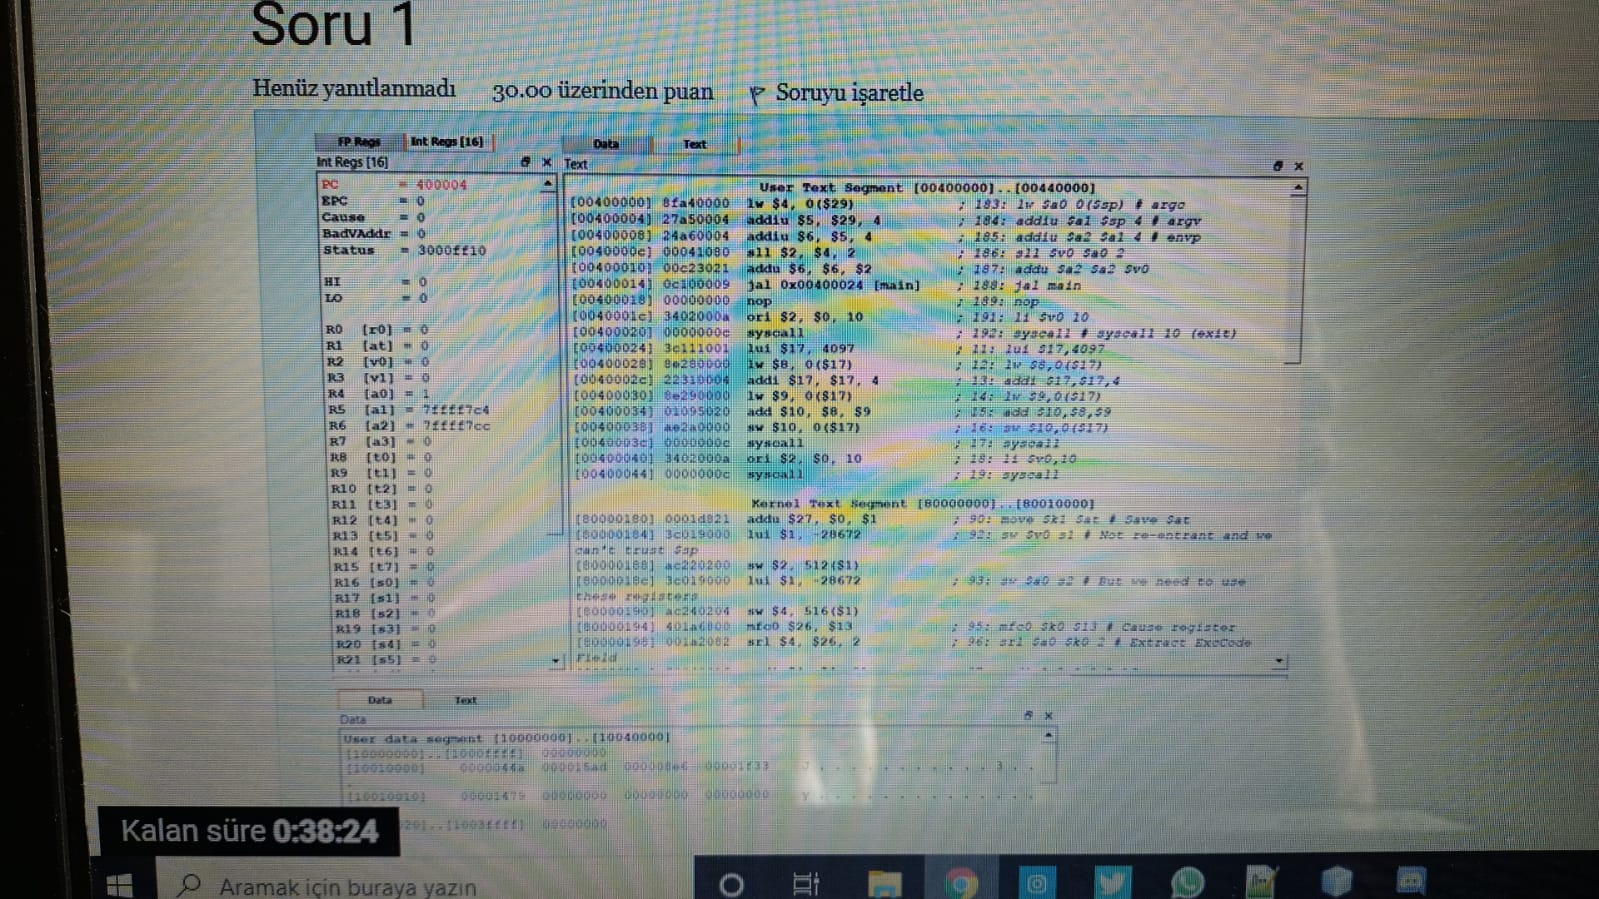 Soru 1
Henüz yanıtlanmadı 30.00 üzerinden puan Soruyu işaretle
FP Regs Int Regs [16] Data Text
Int Regs [16] Text
PC = 400004
EPC = 0
Cause = 0
BadVAddr = 0
Status = 3000ff10
HI = 0
LO = 0
R0 [r0] = 0
R1 [at] = 0
R2 [v0] = 0
R3 [v1] = 0
R4 [a0] = 1
R5 [a1] = 7ffff7c4
R6 [a2] = 7ffff7cc
R7 [a3] = 0
R8 [t0] = 0
R9 [t1] = 0
R10 [t2] = 0
R11 [t3] = 0
R12 [t4] = 0
R13 [t5] = 0
R14 [t6] = 0
R15 [t7] = 0
R16 [s0] = 0
R17 [s1] = 0
R18 [s2] = 0
R19 [s3] = 0
R20 [s4] = 0
R21 [s5] = 0
User Text Segment [00400000]..[00440000]
[00400000] 8fa40000 lw $4, 0($29) ; 183: lw $a0 0($sp) # argc
[00400004] 27a50004 addiu $5, $29, 4 ; 184: addiu $a1 $sp 4 # argv
[00400008] 24a60004 addiu $6, $5, 4 ; 185: addiu $a2 $a1 4 # envp
[0040000c] 00041080 sll $2, $4, 2 ; 186: sll $v0 $a0 2
[00400010] 00c23021 addu $6, $6, $2 ; 187: addu $a2 $a2 $v0
[00400014] 0c100009 jal 0x00400024 [main] ; 188: jal main
[00400018] 00000000 nop ; 189: nop
[0040001c] 3402000a ori $2, $0, 10 ; 191: li $v0 10
[00400020] 0000000c syscall ; 192: syscall # syscall 10 (exit)
[00400024] 3c111001 lui $17, 4097 ; 11: lui $17,4097
[00400028] 8e280000 lw $8, 0($17) ; 12: lw $8,0($17)
[0040002c] 22310004 addi $17, $17, 4 ; 13: addi $17,$17,4
[00400030] 8e290000 lw $9, 0($17) ; 14: lw $9,0($17)
[00400034] 01095020 add $10, $8, $9 ; 15: add $10,$8,$9
[00400038] ae2a0000 sw $10, 0($17) ; 16: sw $10,0($17)
[0040003c] 0000000c syscall ; 17: syscall
[00400040] 3402000a ori $2, $0, 10 ; 18: li $v0,10
[00400044] 0000000c syscall ; 19: syscall
Kernel Text Segment [80000000]..[80010000]
[80000180] 0001d821 addu $27, $0, $1 ; 90: move $k1 $at # Save $at
[80000184] 3c019000 lui $1, -28672 ; 92: sw $v0 s1 # Not re-entrant and we
can't trust $sp
[80000188] ac220200 sw $2, 512($1)
[8000018c] 3c019000 lui $1, -28672 ; 93: sw $a0 s2 # But we need to use
these registers
[80000190] ac240204 sw $4, 516($1)
[80000194] 401a6800 mfc0 $26, $13 ; 95: mfc0 $k0 $13 # Cause register
[80000198] 001a2082 srl $4, $26, 2 ; 96: srl $a0 $k0 2 # Extract ExcCode
Field
Data Text
Data
User data segment [10000000]..[10040000]
[10000000]..[1000ffff] 00000000
[10010000] 0000044a 000015ad 00001f33 J . . . . . . . . . . . 3 . .
[10010010] 00001479 00000000 00000000 00000000 y . . . . . . . . . . . . . .
..[1003ffff] 00000000
Kalan süre 0:38:24
Aramak için buraya yazın